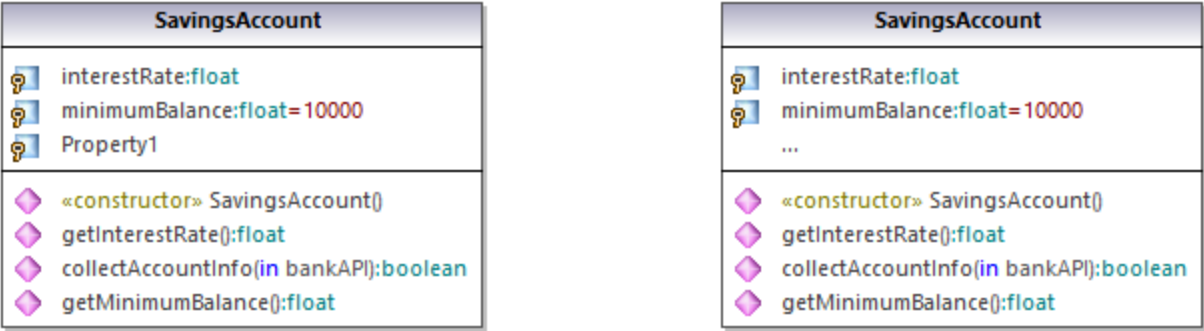 SavingsAccount
interestRate:float
minimumBalance:float=10000
Property1
«constructor» SavingsAccount()
getInterestRate():float
collectAccountInfo(in bankAPI):boolean
getMinimumBalance():float
SavingsAccount
interestRate:float
minimumBalance:float=10000
...
«constructor» SavingsAccount()
getInterestRate():float
collectAccountInfo(in bankAPI):boolean
getMinimumBalance():float